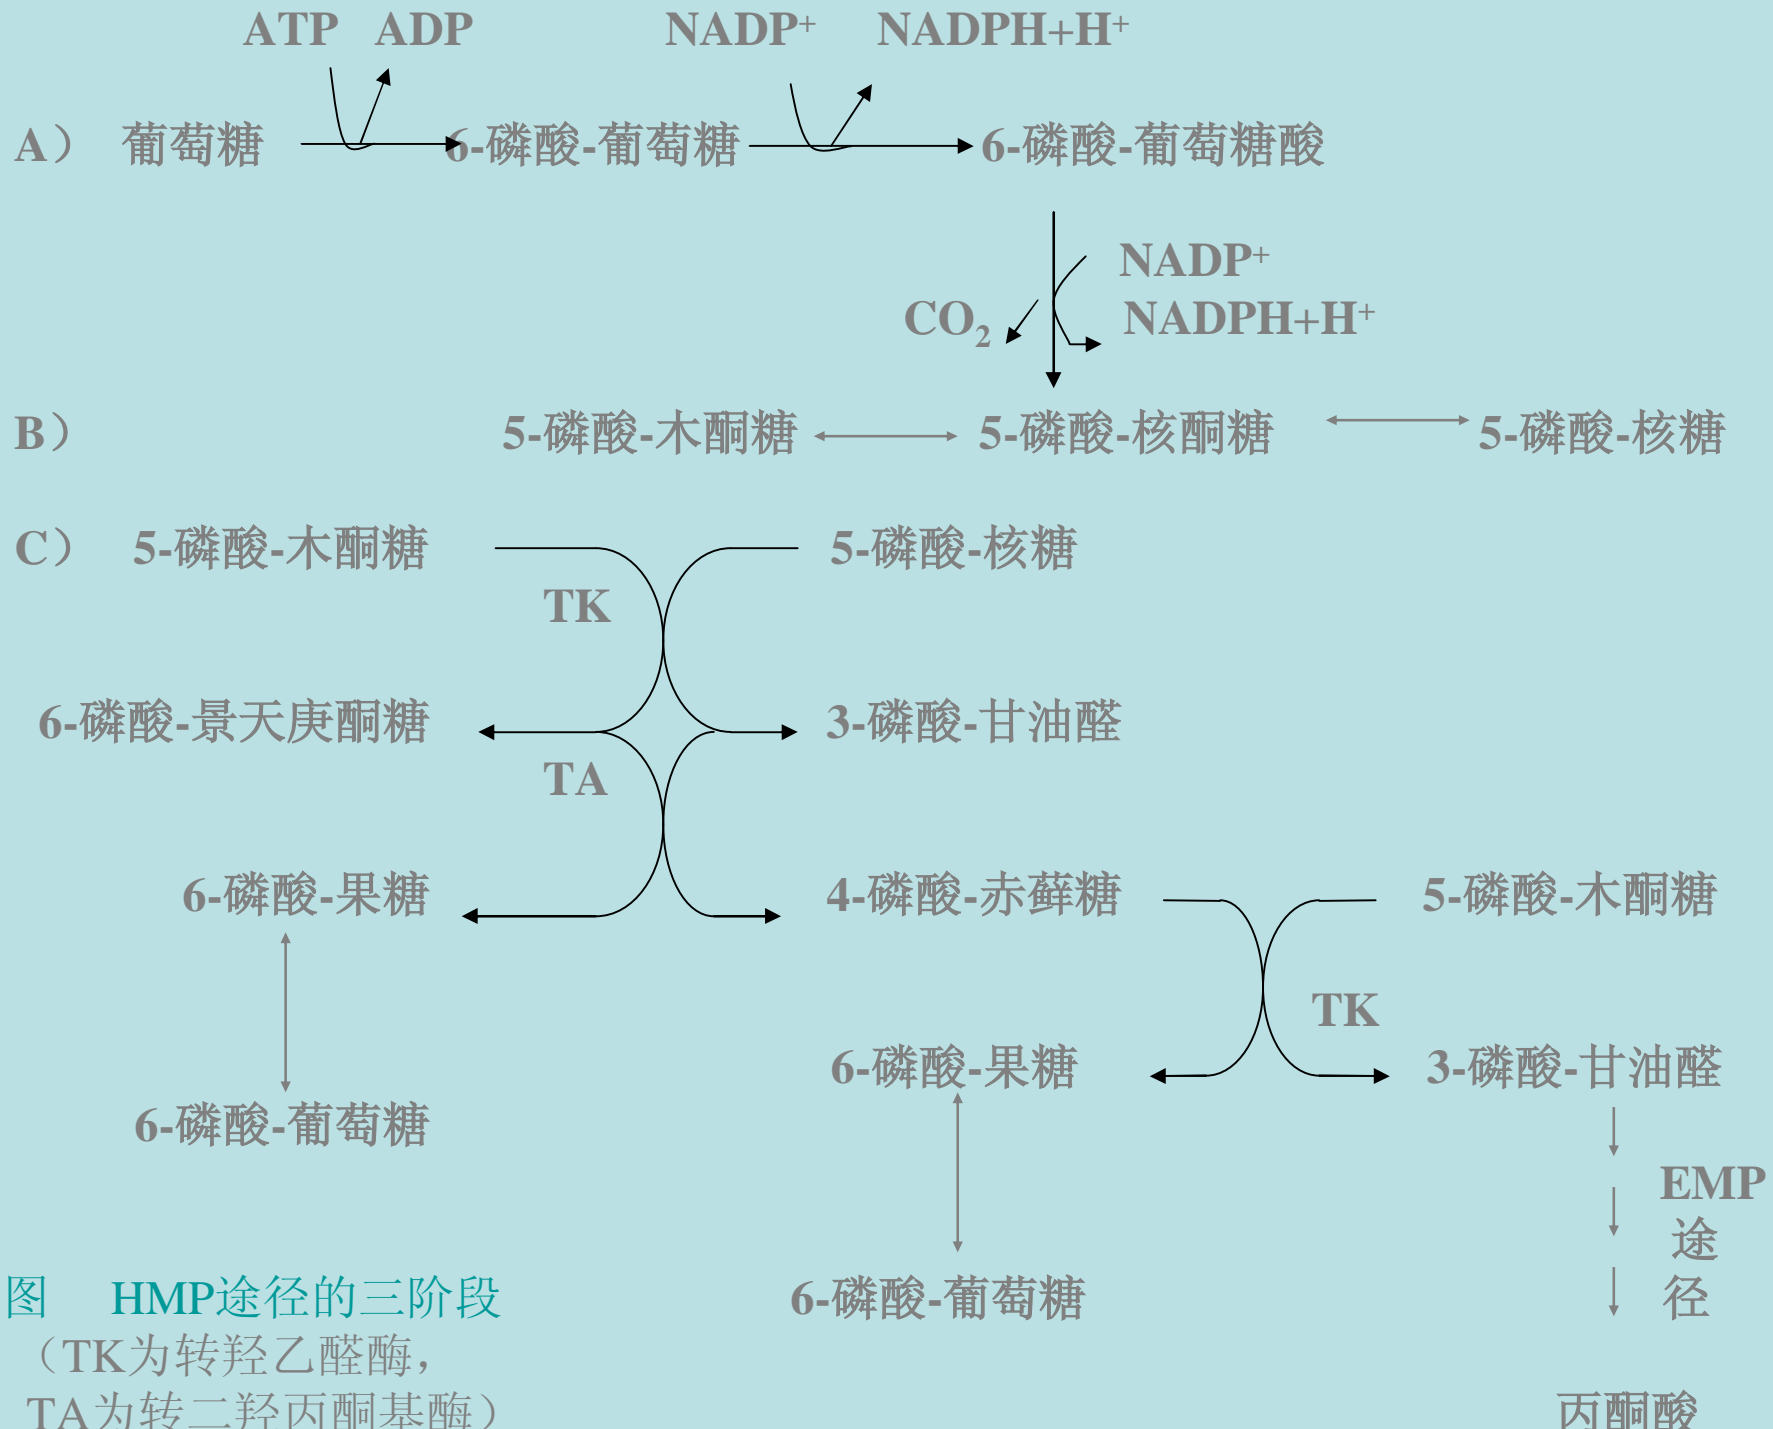 ATP ADP NADP⁺ NADPH+H⁺
A） 葡萄糖 6-磷酸-葡萄糖 6-磷酸-葡萄糖酸
NADP⁺
CO₂ NADPH+H⁺
B） 5-磷酸-木酮糖 5-磷酸-核酮糖 5-磷酸-核糖
C） 5-磷酸-木酮糖 5-磷酸-核糖
TK
6-磷酸-景天庚酮糖 3-磷酸-甘油醛
TA
6-磷酸-果糖 4-磷酸-赤藓糖 5-磷酸-木酮糖
TK
6-磷酸-果糖 3-磷酸-甘油醛
6-磷酸-葡萄糖
EMP
途
径
6-磷酸-葡萄糖
图 HMP途径的三阶段
（TK为转羟乙醛酶，
TA为转二羟丙酮基酶）
丙酮酸